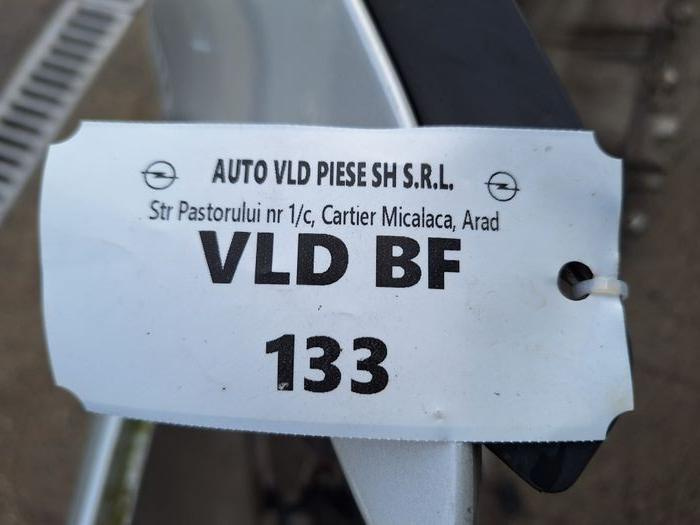 AUTO VLD PIESE SH S.R.L.
Str Pastorului nr 1/c, Cartier Micalaca, Arad
VLD BF
133